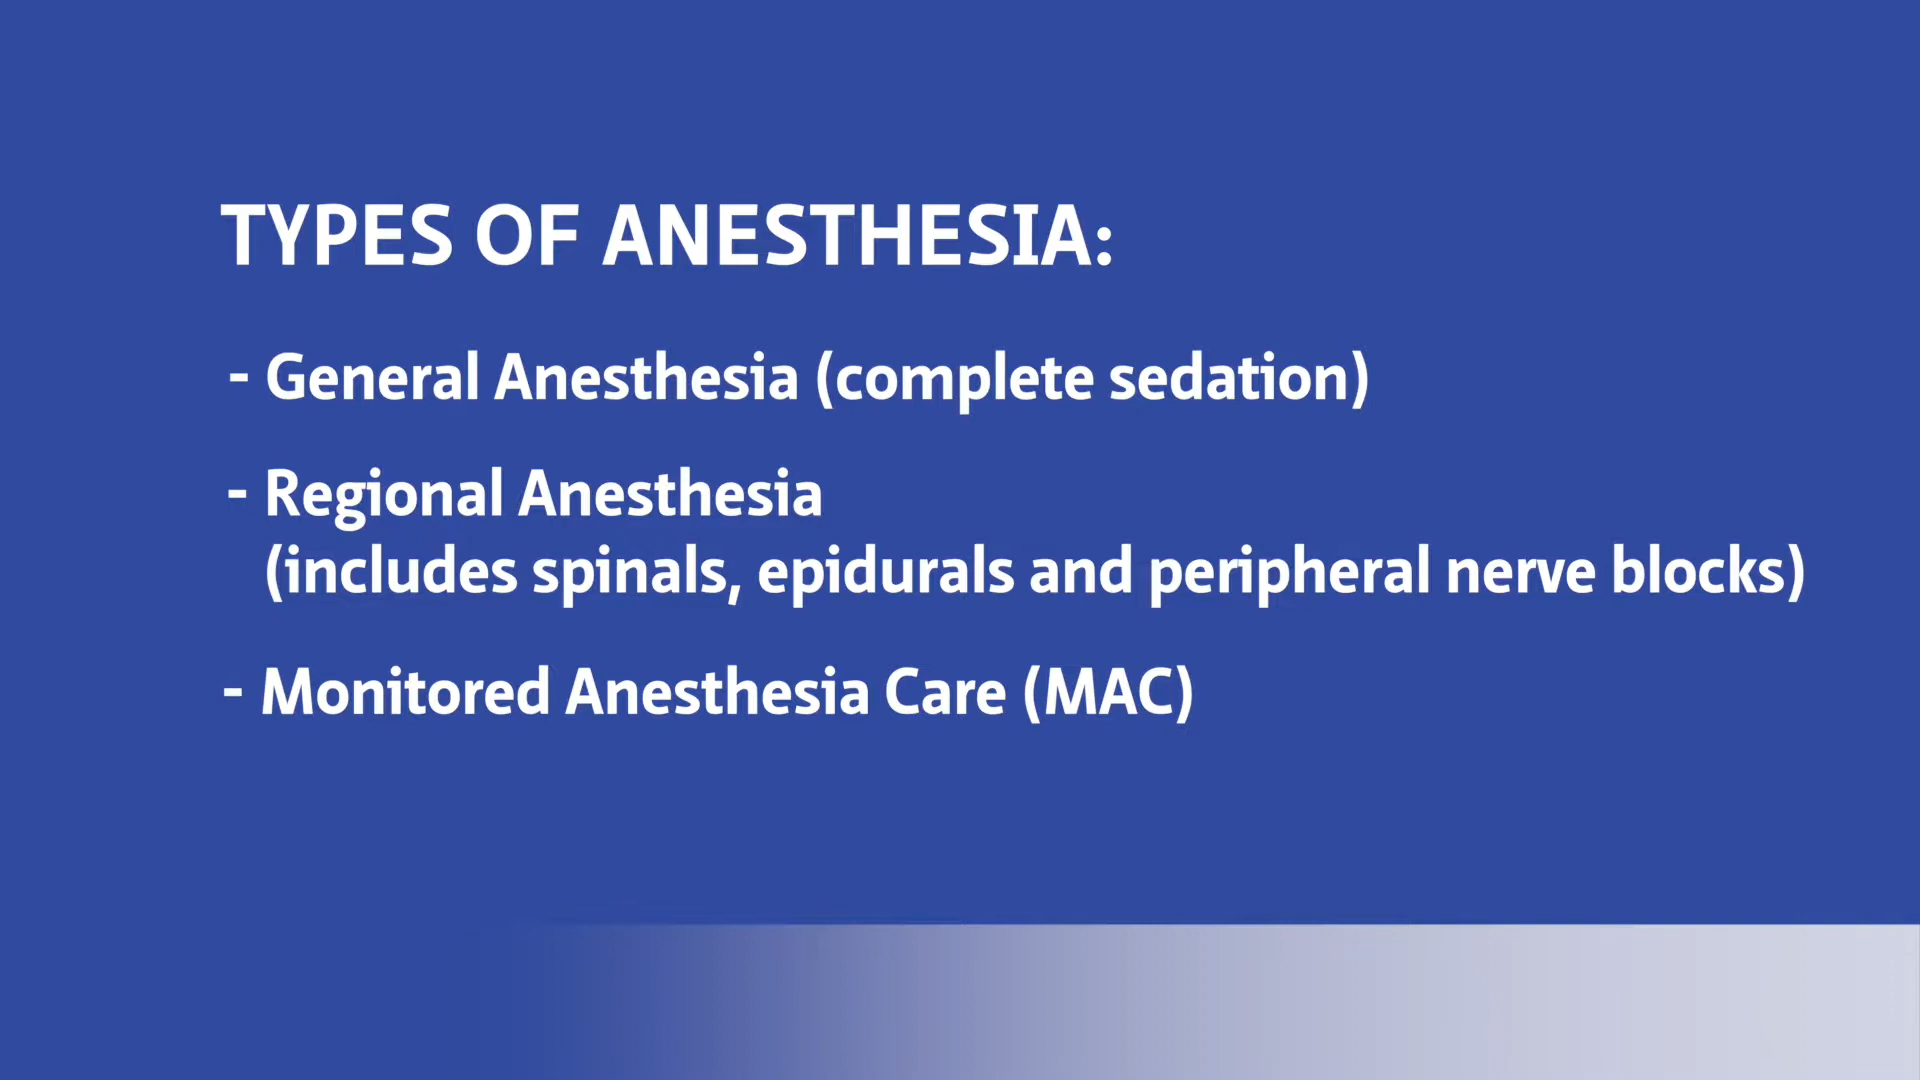 TYPES OF ANESTHESIA:
- General Anesthesia (complete sedation)
- Regional Anesthesia
(includes spinals, epidurals and peripheral nerve blocks)
- Monitored Anesthesia Care (MAC)